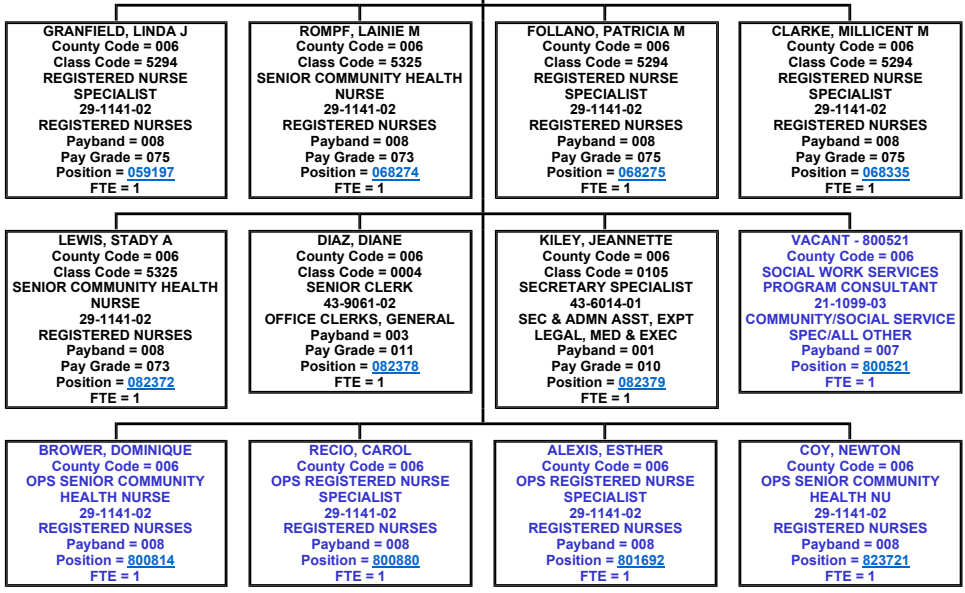 GRANFIELD, LINDA J
County Code = 006
Class Code = 5294
REGISTERED NURSE
SPECIALIST
29-1141-02
REGISTERED NURSES
Payband = 008
Pay Grade = 075
Position = 059197
FTE = 1
ROMPF, LAINIE M
County Code = 006
Class Code = 5325
SENIOR COMMUNITY HEALTH
NURSE
29-1141-02
REGISTERED NURSES
Payband = 008
Pay Grade = 073
Position = 068274
FTE = 1
FOLLANO, PATRICIA M
County Code = 006
Class Code = 5294
REGISTERED NURSE
SPECIALIST
29-1141-02
REGISTERED NURSES
Payband = 008
Pay Grade = 075
Position = 068275
FTE = 1
CLARKE, MILLICENT M
County Code = 006
Class Code = 5294
REGISTERED NURSE
SPECIALIST
29-1141-02
REGISTERED NURSES
Payband = 008
Pay Grade = 075
Position = 068335
FTE = 1
LEWIS, STADY A
County Code = 006
Class Code = 5325
SENIOR COMMUNITY HEALTH
NURSE
29-1141-02
REGISTERED NURSES
Payband = 008
Pay Grade = 073
Position = 082372
FTE = 1
DIAZ, DIANE
County Code = 006
Class Code = 0004
SENIOR CLERK
43-9061-02
OFFICE CLERKS, GENERAL
Payband = 003
Pay Grade = 011
Position = 082378
FTE = 1
KILEY, JEANNETTE
County Code = 006
Class Code = 0105
SECRETARY SPECIALIST
43-6014-01
SEC & ADMN ASST, EXPT
LEGAL, MED & EXEC
Payband = 001
Pay Grade = 010
Position = 082379
FTE = 1
VACANT - 800521
County Code = 006
SOCIAL WORK SERVICES
PROGRAM CONSULTANT
21-1099-03
COMMUNITY/SOCIAL SERVICE
SPEC/ALL OTHER
Payband = 007
Position = 800521
FTE = 1
BROWER, DOMINIQUE
County Code = 006
OPS SENIOR COMMUNITY
HEALTH NURSE
29-1141-02
REGISTERED NURSES
Payband = 008
Position = 800814
FTE = 1
RECIO, CAROL
County Code = 006
OPS REGISTERED NURSE
SPECIALIST
29-1141-02
REGISTERED NURSES
Payband = 008
Position = 800880
FTE = 1
ALEXIS, ESTHER
County Code = 006
OPS REGISTERED NURSE
SPECIALIST
29-1141-02
REGISTERED NURSES
Payband = 008
Position = 801692
FTE = 1
COY, NEWTON
County Code = 006
OPS SENIOR COMMUNITY
HEALTH NU
29-1141-02
REGISTERED NURSES
Payband = 008
Position = 823721
FTE = 1